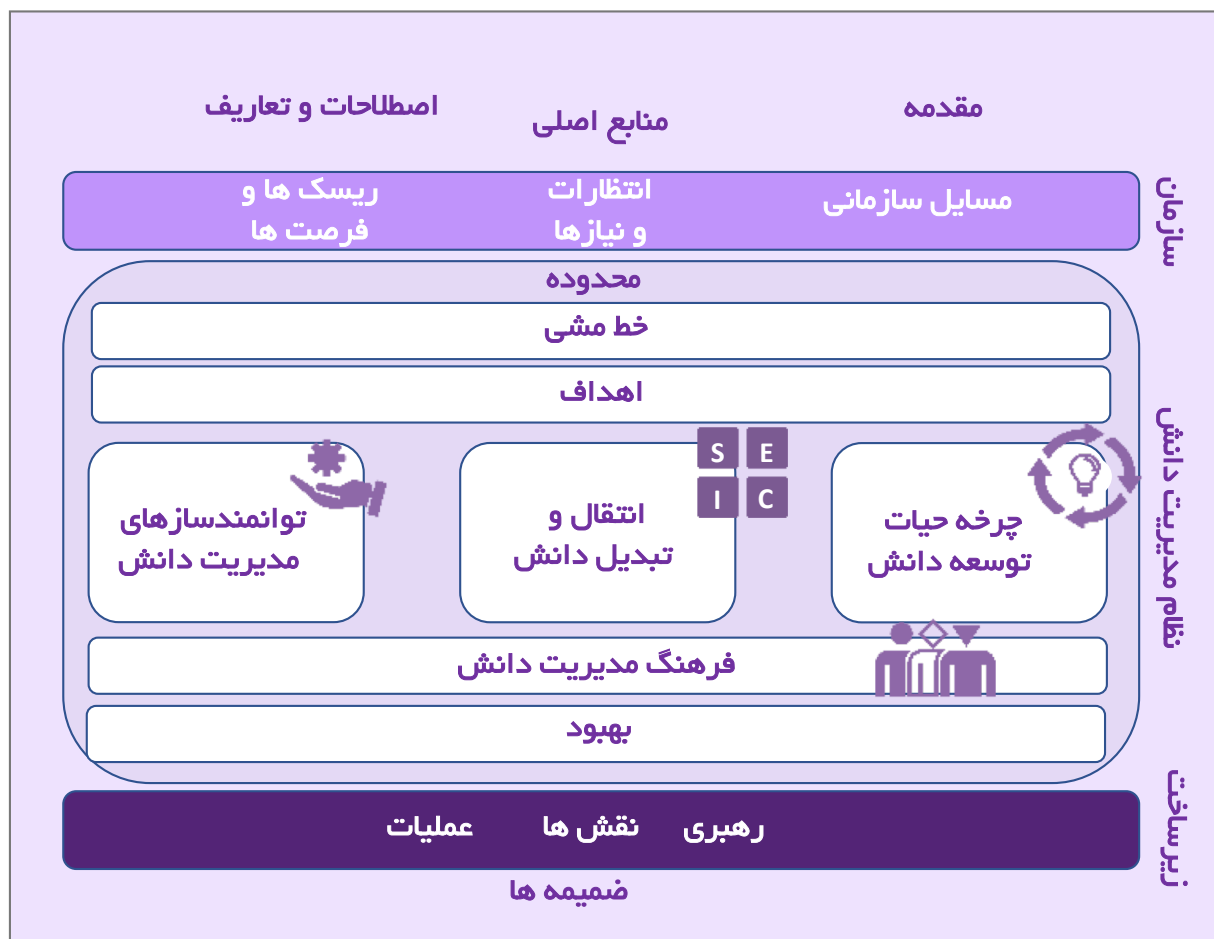 مقدمه
منابع اصلی
اصطلاحات و تعاریف
سازمان
مسایل سازمانی
انتظارات
و نیازها
ریسک ها و
فرصت ها
نظام مدیریت دانش
محدوده
خط مشی
اهداف
چرخه حیات
توسعه دانش
S E
I C
انتقال و
تبدیل دانش
توانمندسازهای
مدیریت دانش
فرهنگ مدیریت دانش
بهبود
زیرساخت
رهبری نقش ها عملیات
ضمیمه ها